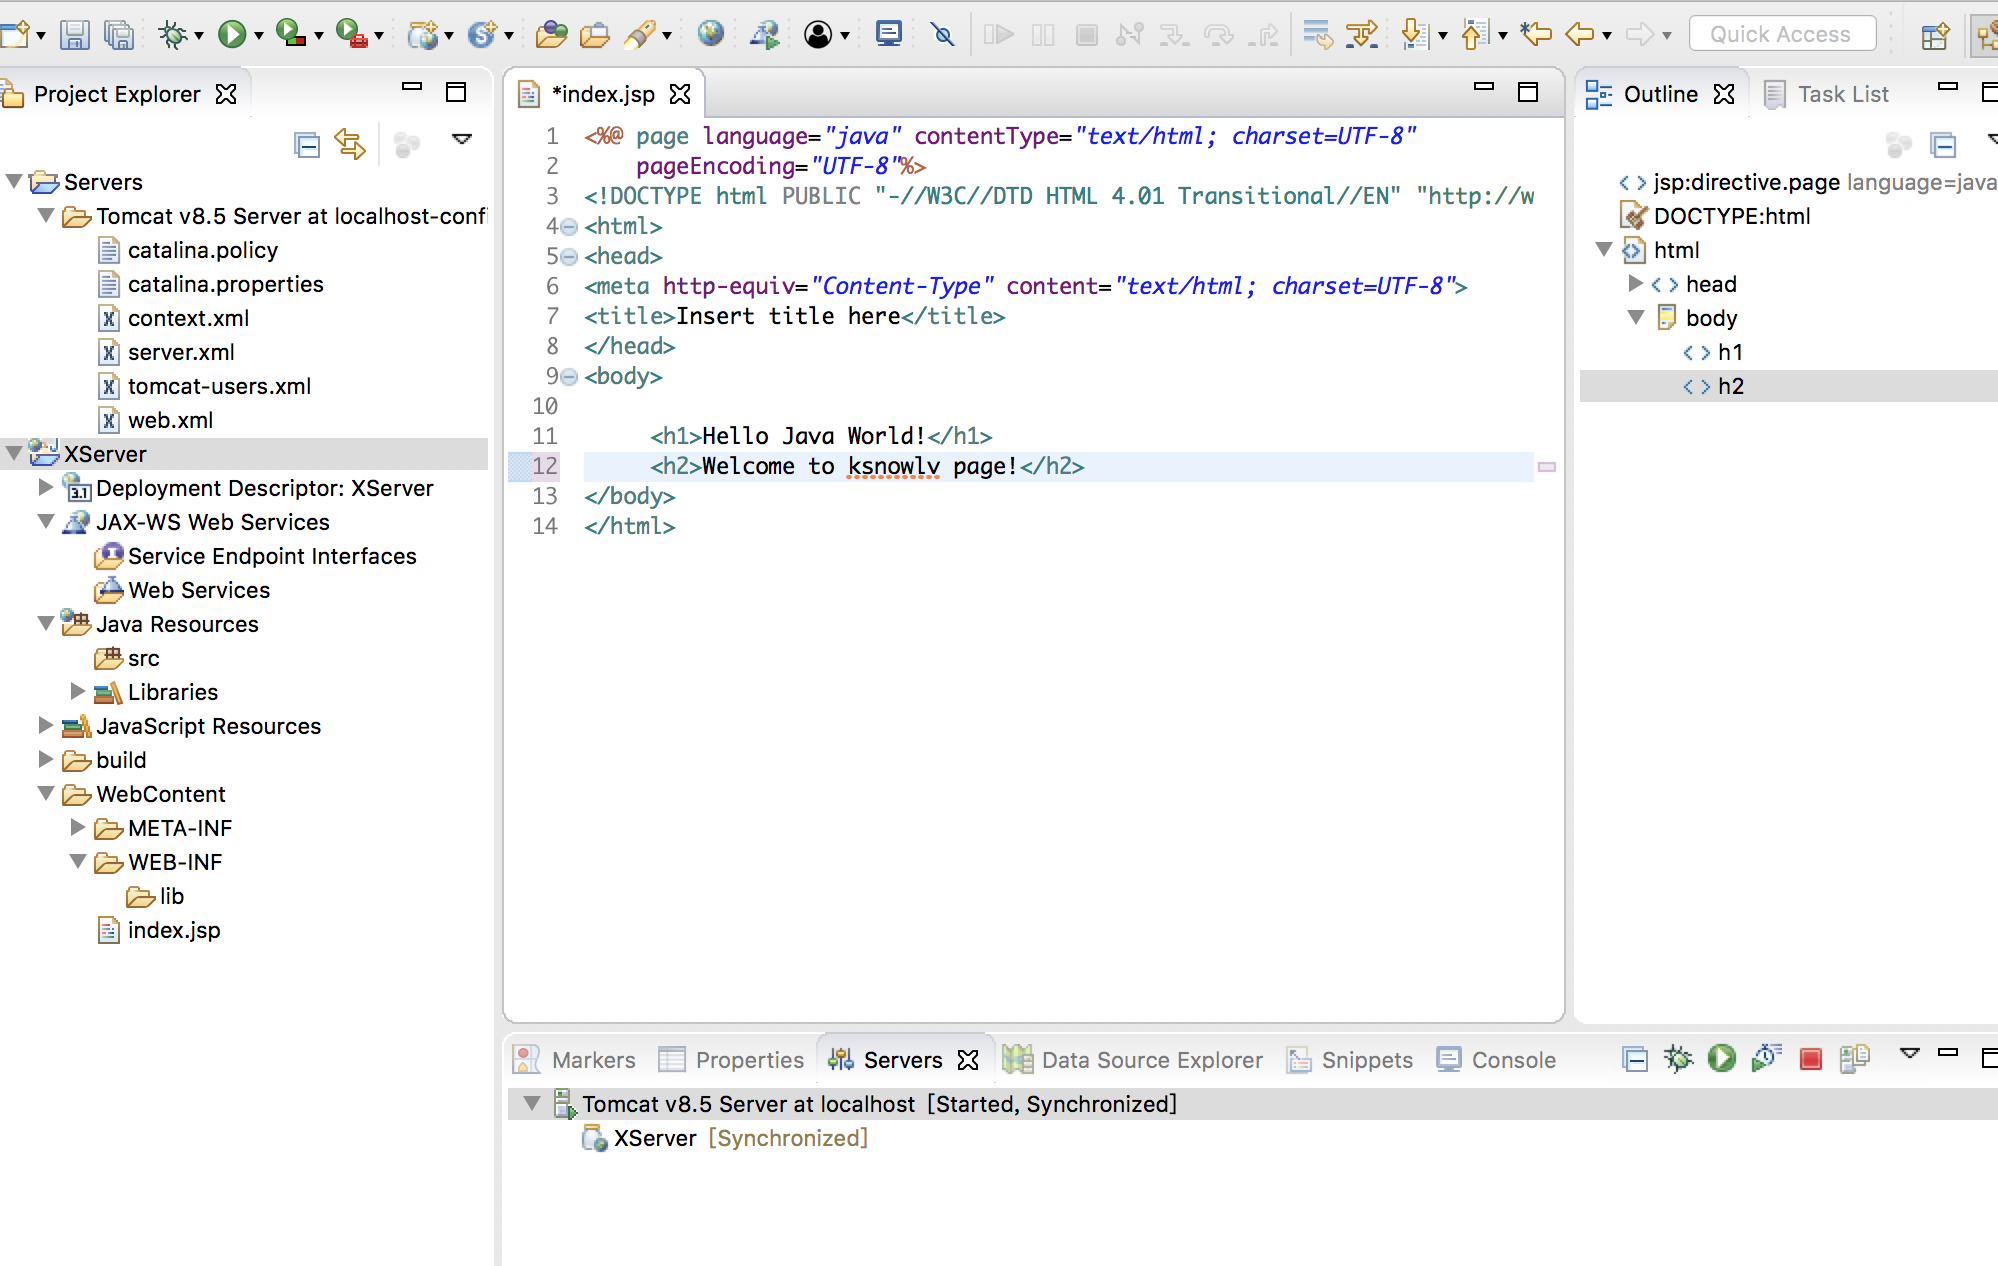 Quick Access
Project Explorer
Servers
Tomcat v8.5 Server at localhost-confi
catalina.policy
catalina.properties
context.xml
server.xml
tomcat-users.xml
web.xml
XServer
3.1 Deployment Descriptor: XServer
JAX-WS Web Services
Service Endpoint Interfaces
Web Services
Java Resources
src
Libraries
JavaScript Resources
build
WebContent
META-INF
WEB-INF
lib
index.jsp
*index.jsp
1 <%@ page language="java" contentType="text/html; charset=UTF-8"
2 pageEncoding="UTF-8"%>
3 <!DOCTYPE html PUBLIC "-//W3C//DTD HTML 4.01 Transitional//EN" "http://w
4 <html>
5 <head>
6 <meta http-equiv="Content-Type" content="text/html; charset=UTF-8">
7 <title>Insert title here</title>
8 </head>
9 <body>
10
11 <h1>Hello Java World!</h1>
12 <h2>Welcome to ksnowlv page!</h2>
13 </body>
14 </html>
Outline Task List
jsp:directive.page language=java
DOCTYPE:html
html
head
body
h1
h2
Markers Properties Servers Data Source Explorer Snippets Console
Tomcat v8.5 Server at localhost [Started, Synchronized]
XServer [Synchronized]